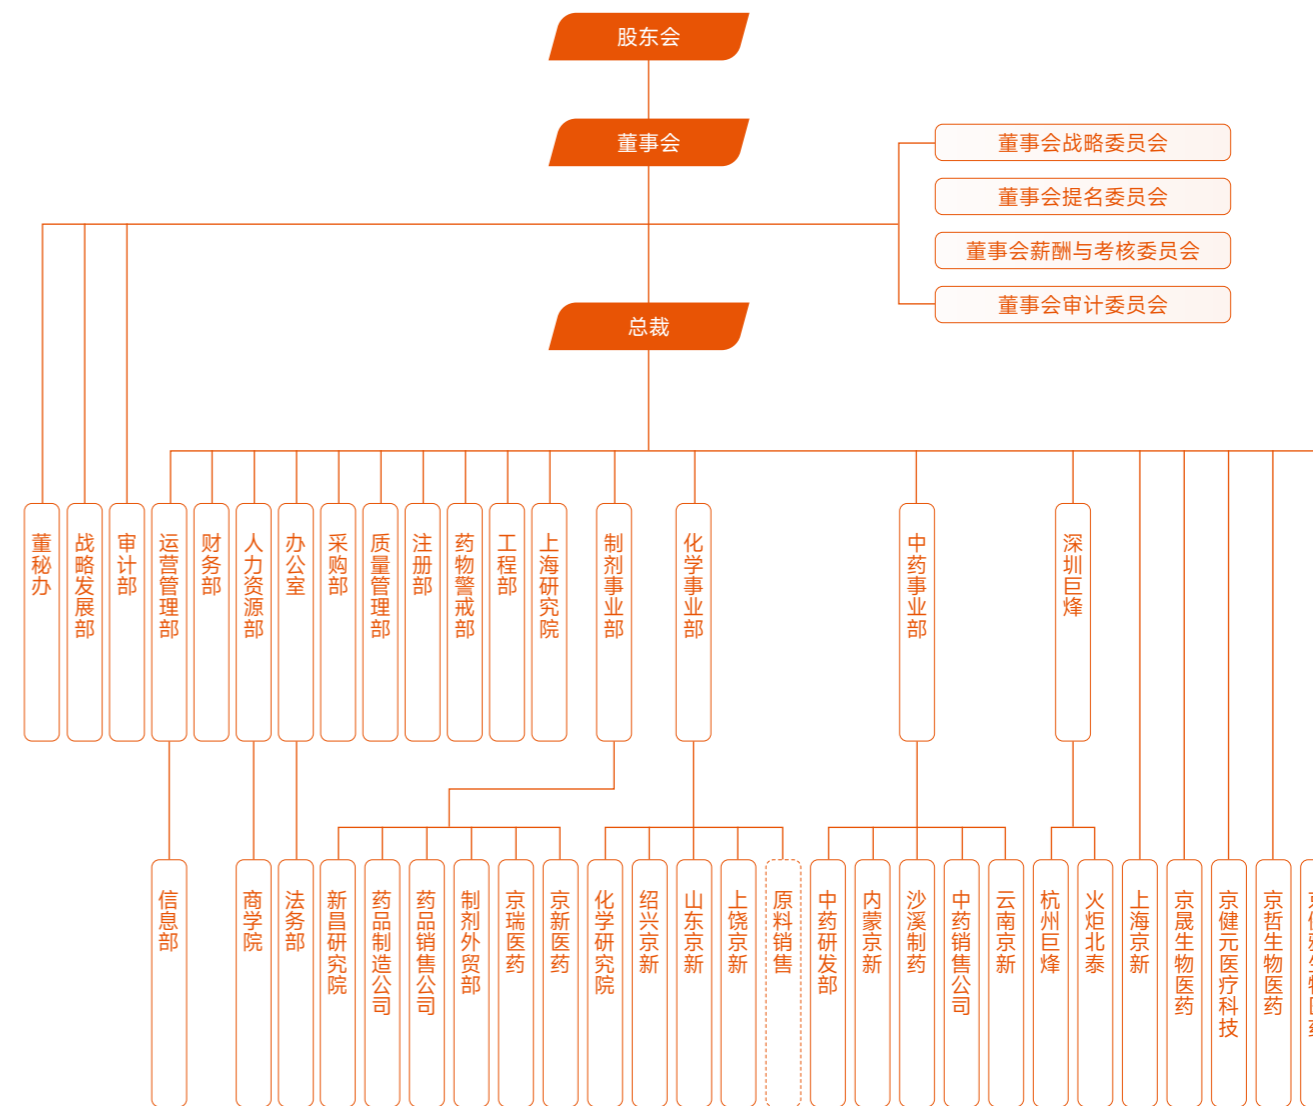 股东会
董事会
董事会战略委员会
董事会提名委员会
董事会薪酬与考核委员会
董事会审计委员会
总裁
董秘办
战略发展部
审计部
运营管理部
财务部
人力资源部
办公室
采购部
质量管理部
注册部
药物警戒部
工程部
上海研究院
制剂事业部
化学事业部
中药事业部
深圳巨烽
信息部
商学院
法务部
新昌研究院
药品制造公司
药品销售公司
制剂外贸部
京瑞医药
京新医药
化学研究院
绍兴京新
山东京新
上饶京新
原料销售
中药研发部
内蒙京新
沙溪制药
中药销售公司
云南京新
杭州巨烽
火炬北泰
上海京新
京晟生物医药
京健元医疗科技
京哲生物医药